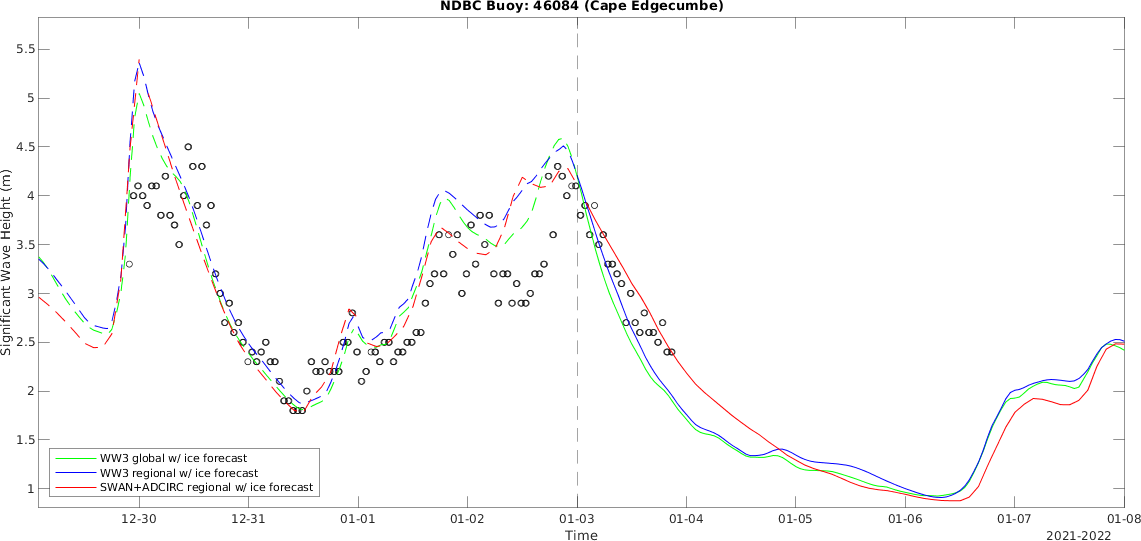 NDBC Buoy: 46084 (Cape Edgecumbe)
Significant Wave Height (m)
5.5
5
4.5
4
3.5
3
2.5
2
1.5
1
WW3 global w/ ice forecast
WW3 regional w/ ice forecast
SWAN+ADCIRC regional w/ ice forecast
12-30 12-31 01-01 01-02 01-03 01-04 01-05 01-06 01-07 01-08
Time
2021-2022